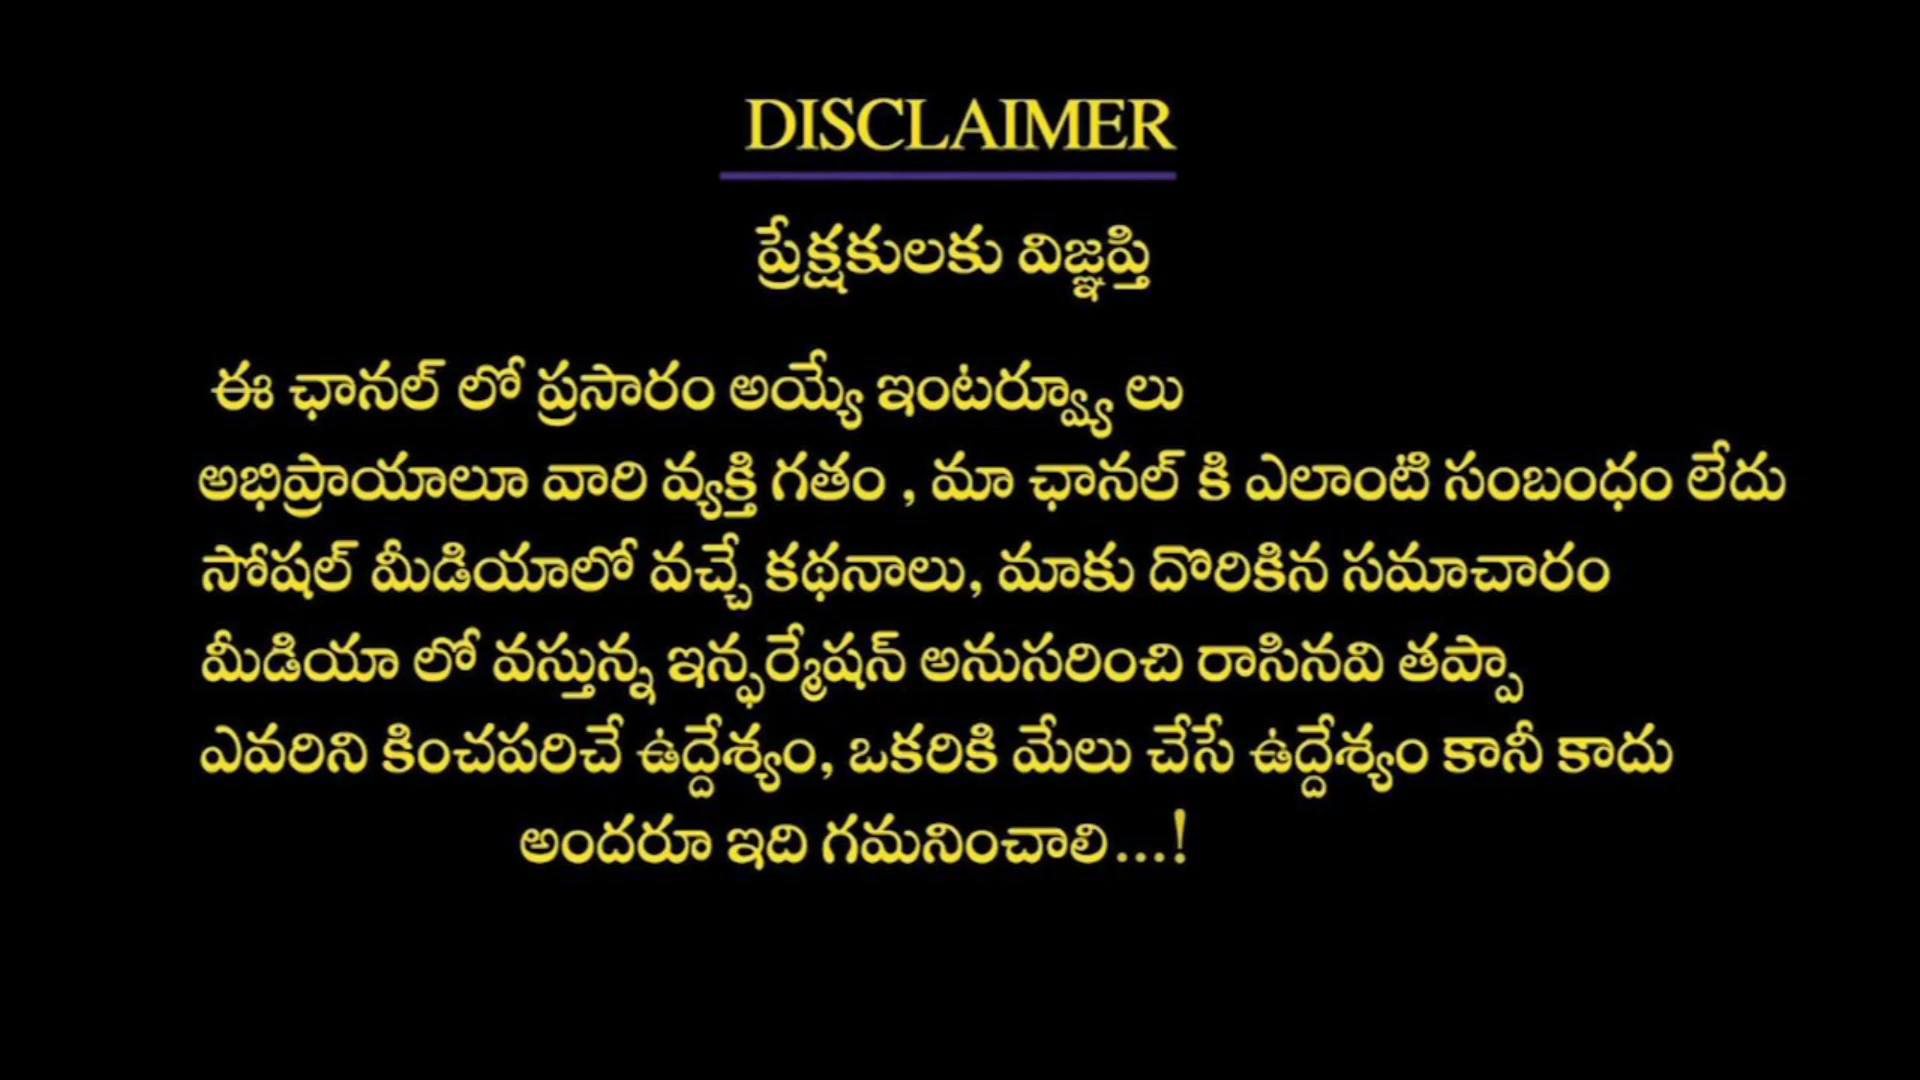 DISCLAIMER
ప్రేక్షకులకు విజ్ఞప్తి
ఈ ఛానల్ లో ప్రసారం అయ్యే ఇంటర్వ్యూ లు
అభిప్రాయాలూ వారి వ్యక్తి గతం , మా ఛానల్ కి ఎలాంటి సంబంధం లేదు
సోషల్ మీడియాలో వచ్చే కథనాలు, మాకు దొరికిన సమాచారం
మీడియా లో వస్తున్న ఇన్ఫర్మేషన్ అనుసరించి రాసినవి తప్పా
ఎవరిని కించపరిచే ఉద్దేశ్యం, ఒకరికి మేలు చేసే ఉద్దేశ్యం కానీ కాదు
అందరూ ఇది గమనించాలి...!